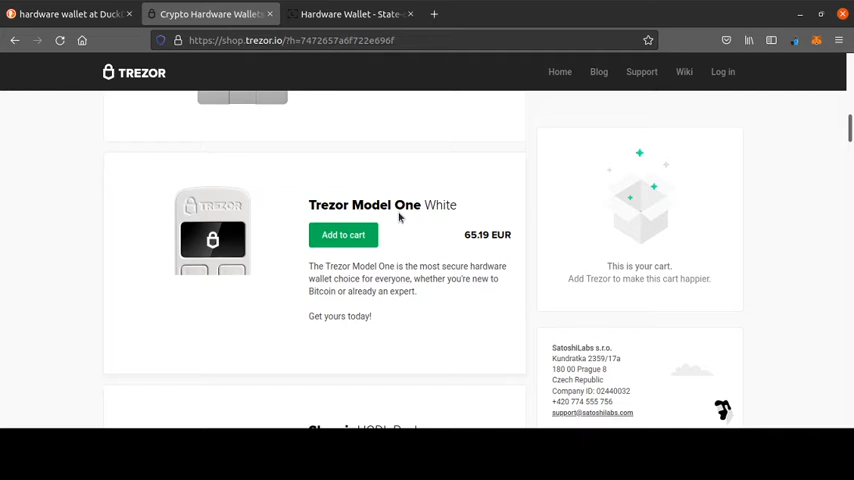 hardware wallet at DuckD
Crypto Hardware Wallets
Hardware Wallet - State-o
https://shop.trezor.io/?h=7472657a6f722e696f
TREZOR
Home
Blog
Support
Wiki
Log in
TREZOR
Trezor Model One White
Add to cart
65.19 EUR
The Trezor Model One is the most secure hardware
wallet choice for everyone, whether you're new to
Bitcoin or already an expert.
Get yours today!
This is your cart.
Add Trezor to make this cart happier.
SatoshiLabs s.r.o.
Kundratka 2359/17a
180 00 Prague 8
Czech Republic
Company ID: 02440032
+420 774 555 756
support@satoshilabs.com